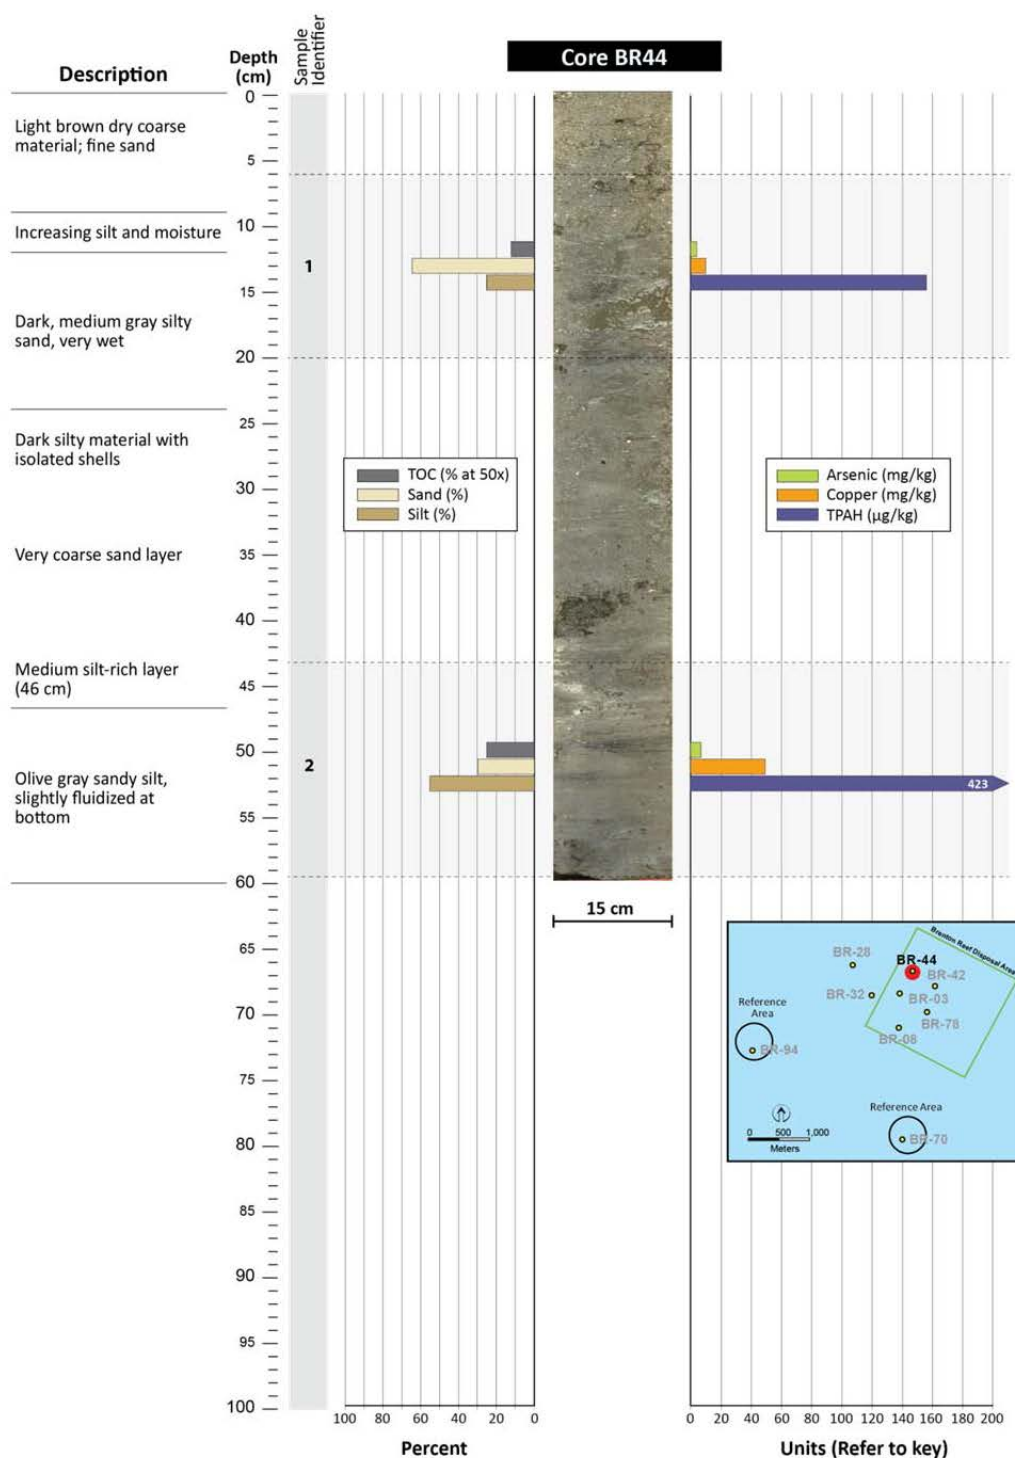 Core BR44
Description
Depth
(cm)
Sample
Identifier
Light brown dry coarse
material; fine sand
Increasing silt and moisture
Dark, medium gray silty
sand, very wet
Dark silty material with
isolated shells
Very coarse sand layer
Medium silt-rich layer
(46 cm)
Olive gray sandy silt,
slightly fluidized at
bottom
0
5
10
15
20
25
30
35
40
45
50
55
60
65
70
75
80
85
90
95
100
1
2
TOC (% at 50x)
Sand (%)
Silt (%)
Arsenic (mg/kg)
Copper (mg/kg)
TPAH (µg/kg)
423
15 cm
Brenton Reef Disposal Area
BR-28
BR-44
BR-42
BR-32
BR-03
BR-78
BR-08
Reference
Area
BR-94
Reference Area
BR-70
0 500 1,000
Meters
100 80 60 40 20 0
Percent
0 20 40 60 80 100 120 140 160 180 200
Units (Refer to key)